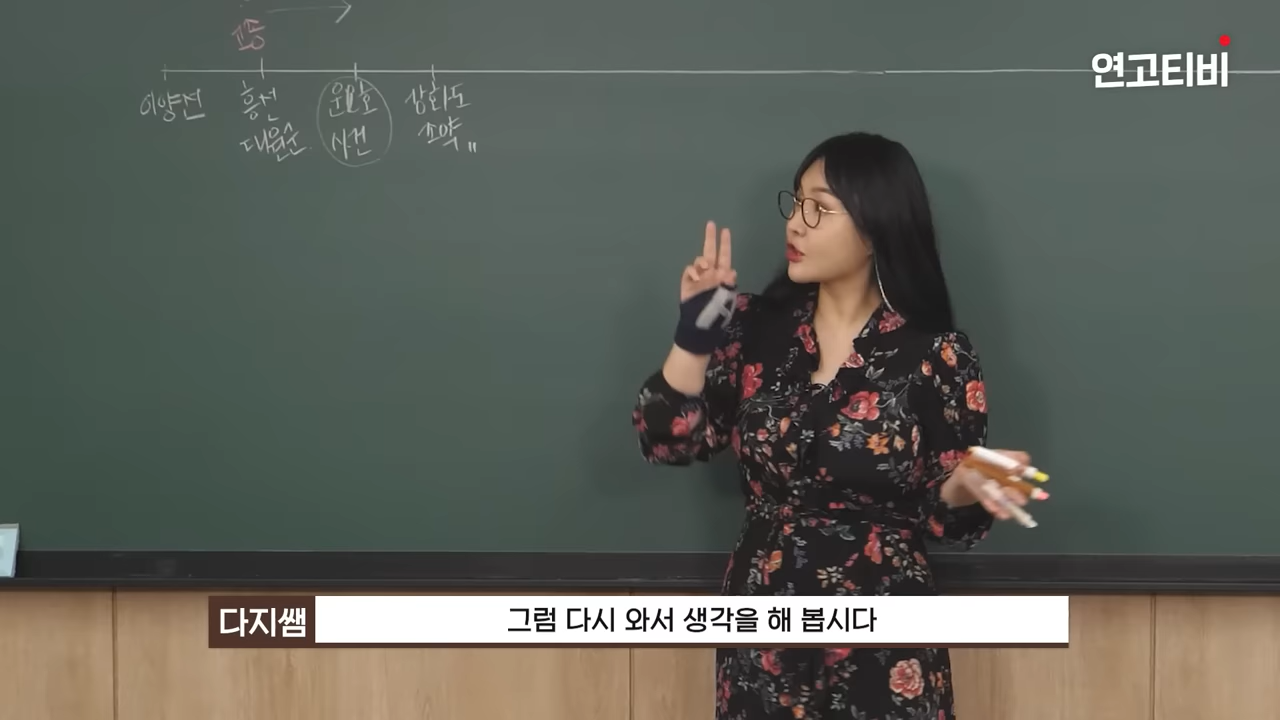 고종
연고티비
이양선
흥선
대원군
운요호
사건
강화도
조약"
다지쌤
그럼 다시 와서 생각을 해 봅시다